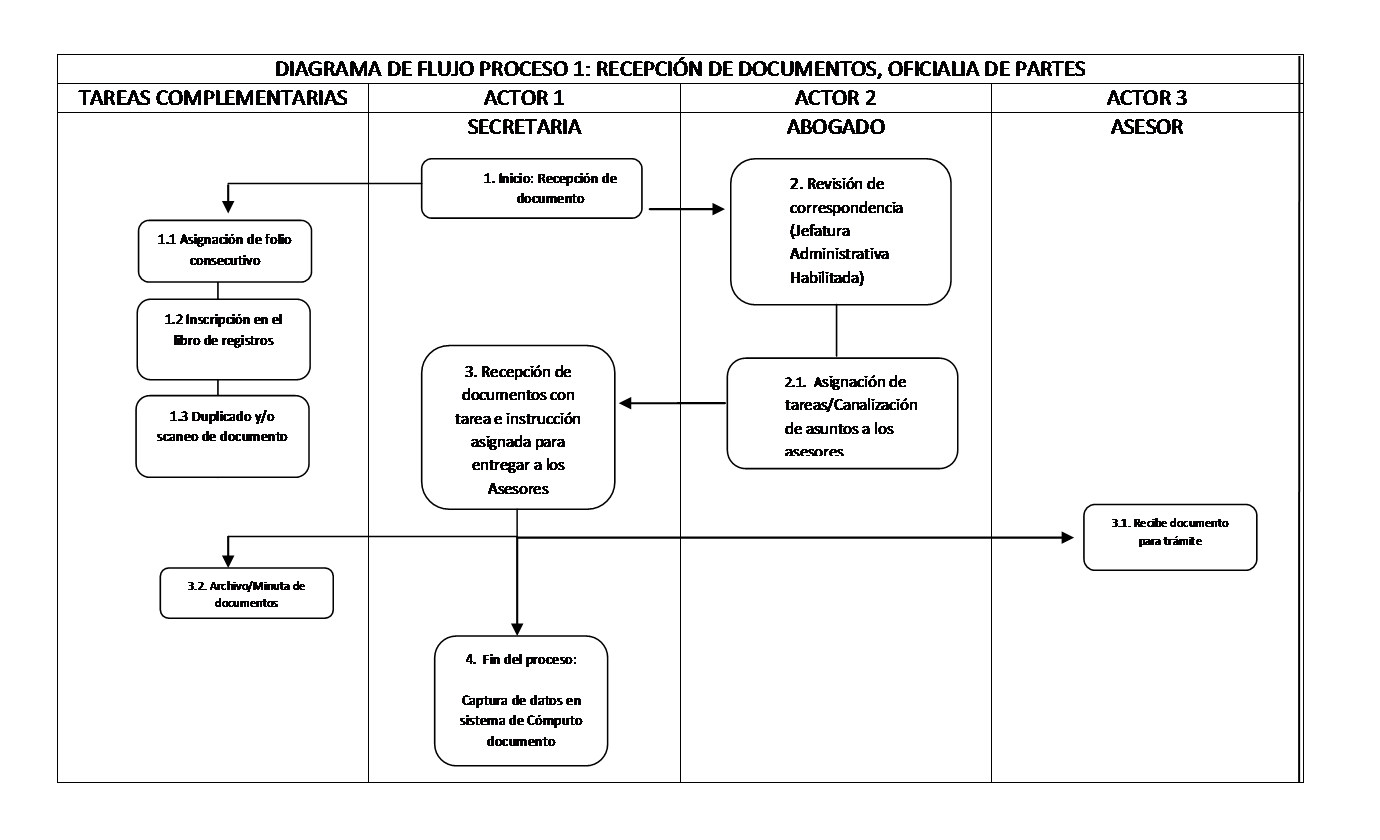 DIAGRAMA DE FLUJO PROCESO 1: RECEPCIÓN DE DOCUMENTOS, OFICIALIA DE PARTES
TAREAS COMPLEMENTARIAS
ACTOR 1
ACTOR 2
ACTOR 3
SECRETARIA
ABOGADO
ASESOR
1. Inicio: Recepción de
documento
2. Revisión de
correspondencia
(Jefatura
Administrativa
Habilitada)
1.1 Asignación de folio
consecutivo
1.2 Inscripción en el
libro de registros
1.3 Duplicado y/o
scaneo de documento
3. Recepción de
documentos con
tarea e instrucción
asignada para
entregar a los
Asesores
2.1. Asignación de
tareas/Canalización
de asuntos a los
asesores
3.1. Recibe documento
para trámite
3.2. Archivo/Minuta de
documentos
4. Fin del proceso:
Captura de datos en
sistema de Cómputo
documento